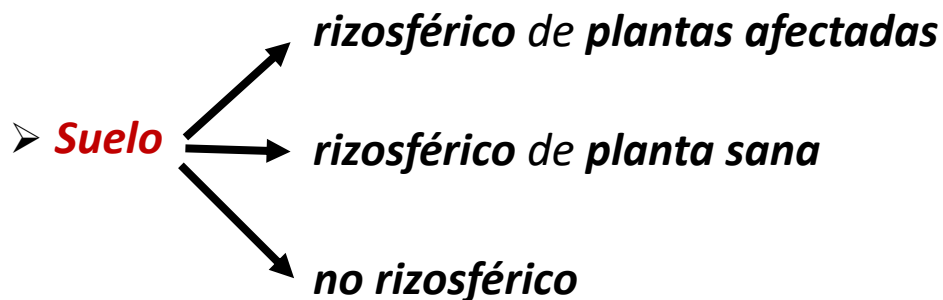 rizosférico de plantas afectadas
➢ Suelo
rizosférico de planta sana
no rizosférico